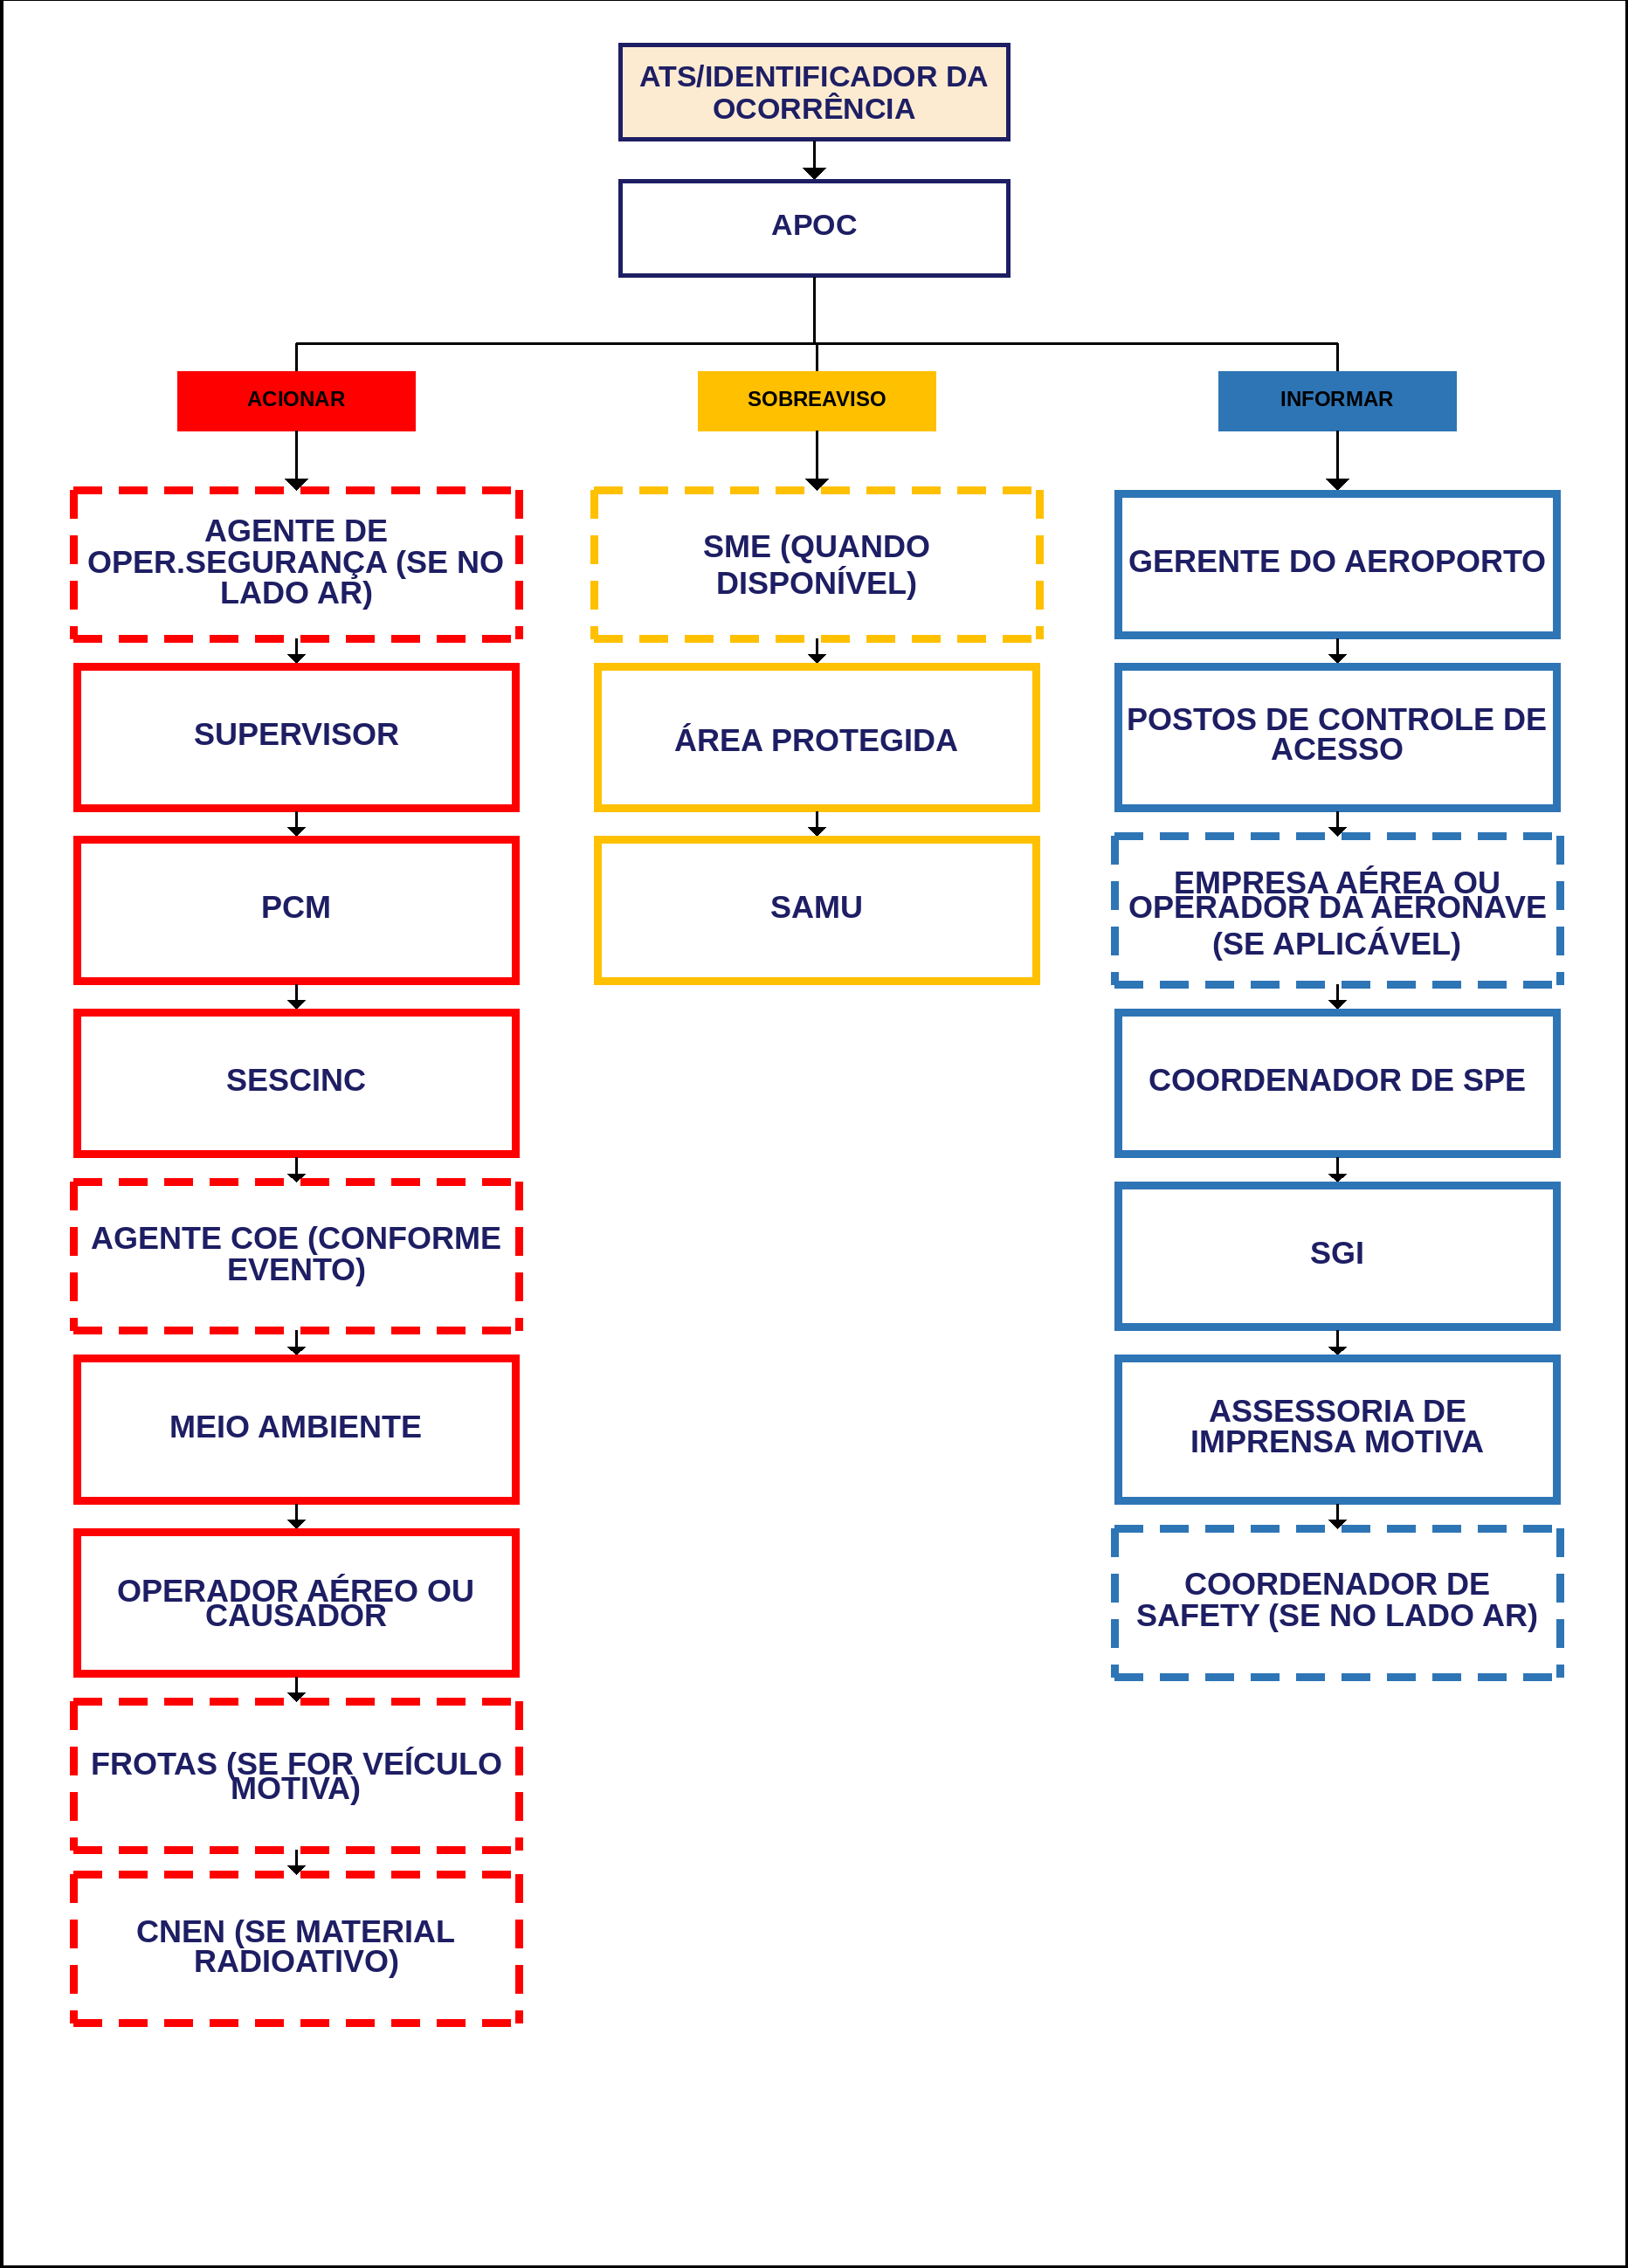 ATS/IDENTIFICADOR DA
OCORRÊNCIA
APOC
ACIONAR
SOBREAVISO
INFORMAR
AGENTE DE
OPER.SEGURANÇA (SE NO
LADO AR)
SUPERVISOR
PCM
SESCINC
AGENTE COE (CONFORME
EVENTO)
MEIO AMBIENTE
OPERADOR AÉREO OU
CAUSADOR
FROTAS (SE FOR VEÍCULO
MOTIVA)
CNEN (SE MATERIAL
RADIOATIVO)
SME (QUANDO
DISPONÍVEL)
ÁREA PROTEGIDA
SAMU
GERENTE DO AEROPORTO
POSTOS DE CONTROLE DE
ACESSO
EMPRESA AÉREA OU
OPERADOR DA AERONAVE
(SE APLICÁVEL)
COORDENADOR DE SPE
SGI
ASSESSORIA DE
IMPRENSA MOTIVA
COORDENADOR DE
SAFETY (SE NO LADO AR)